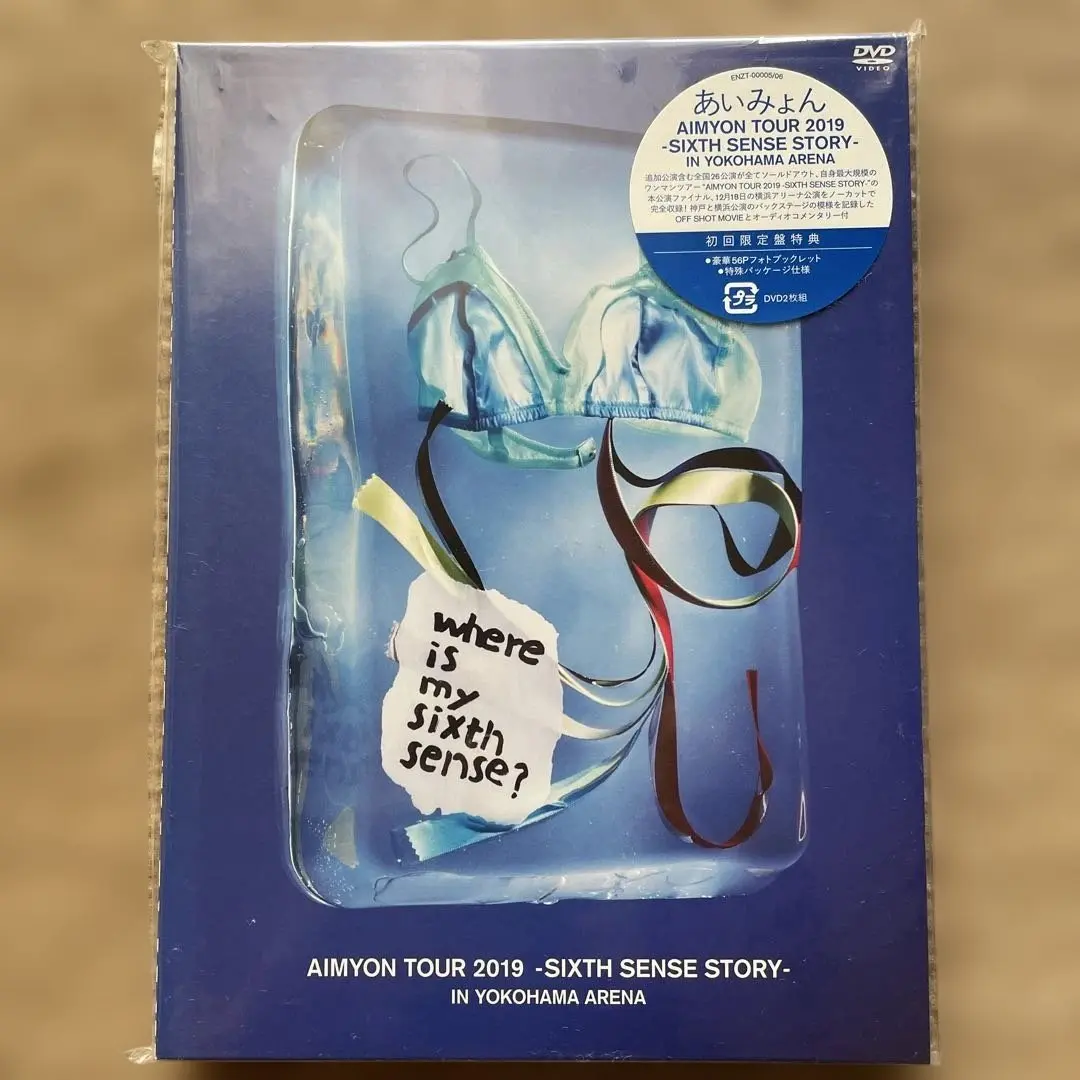 DVD
VIDEO
ENZT-00005/06
あいみょん
AIMYON TOUR 2019
-SIXTH SENSE STORY-
IN YOKOHAMA ARENA
追加公演含む全国26公演が全てソールドアウト、自身最大規模の
ワンマンツアー"AIMYON TOUR 2019 -SIXTH SENSE STORY-"の
本公演ファイナル、12月18日の横浜アリーナ公演をノーカットで
完全収録！神戸と横浜公演のバックステージの模様を記録した
OFF SHOT MOVIEとオーディオコメンタリー付
初回限定盤特典
●豪華56Pフォトブックレット
●特殊パッケージ仕様
プラ DVD2枚組
where
is
my
sixth
sense?
AIMYON TOUR 2019 -SIXTH SENSE STORY-
IN YOKOHAMA ARENA